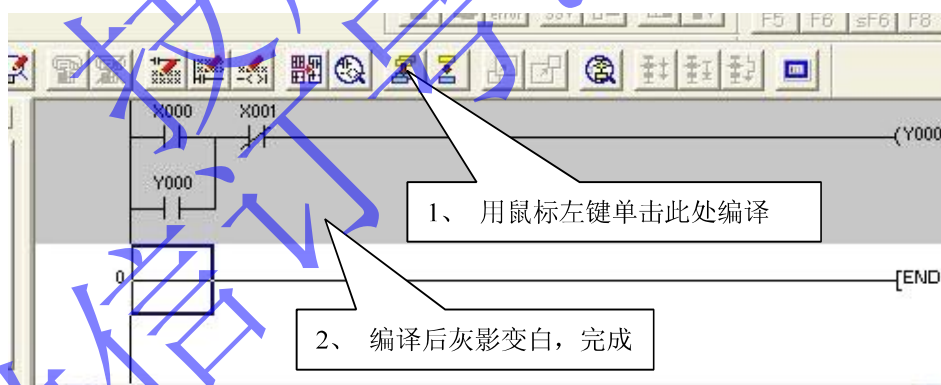 error
F5 F6 sF6 F8
X000 X001
(Y000
Y000
1、 用鼠标左键单击此处编译
0
[END
2、 编译后灰影变白，完成